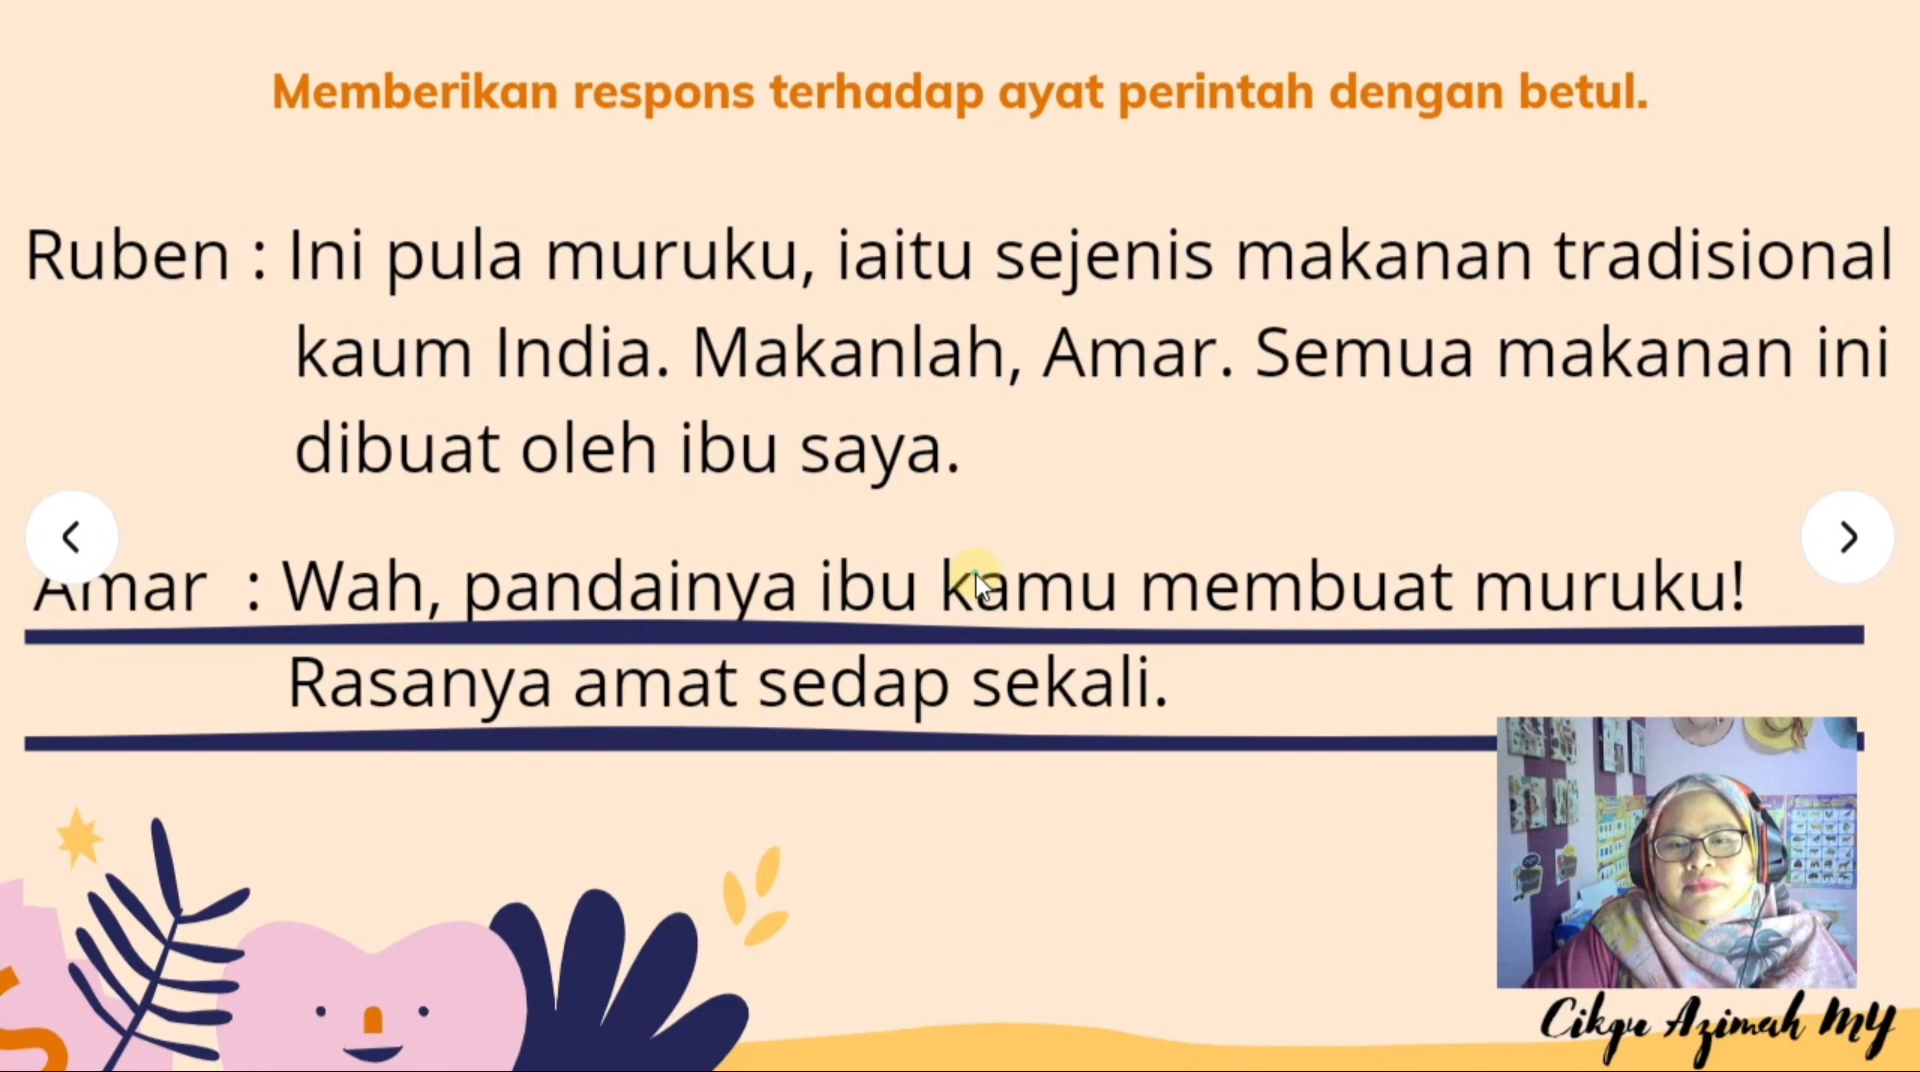 Memberikan respons terhadap ayat perintah dengan betul.
Ruben : Ini pula muruku, iaitu sejenis makanan tradisional
kaum India. Makanlah, Amar. Semua makanan ini
dibuat oleh ibu saya.
Amar : Wah, pandainya ibu kamu membuat muruku!
Rasanya amat sedap sekali.
Cikgu Azimah MY